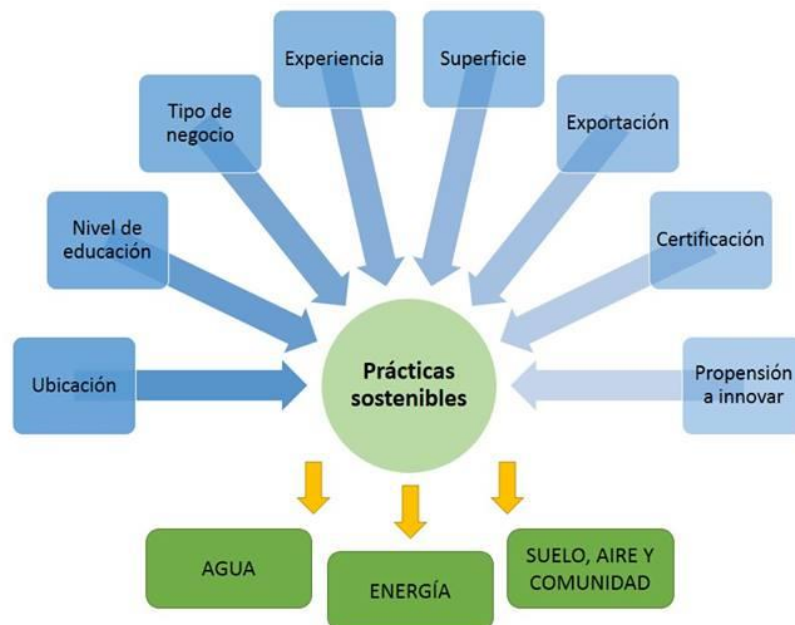 Experiencia
Superficie
Tipo de
negocio
Exportación
Nivel de
educación
Certificación
Ubicación
Prácticas
sostenibles
Propensión
a innovar
AGUA
ENERGÍA
SUELO, AIRE Y
COMUNIDAD